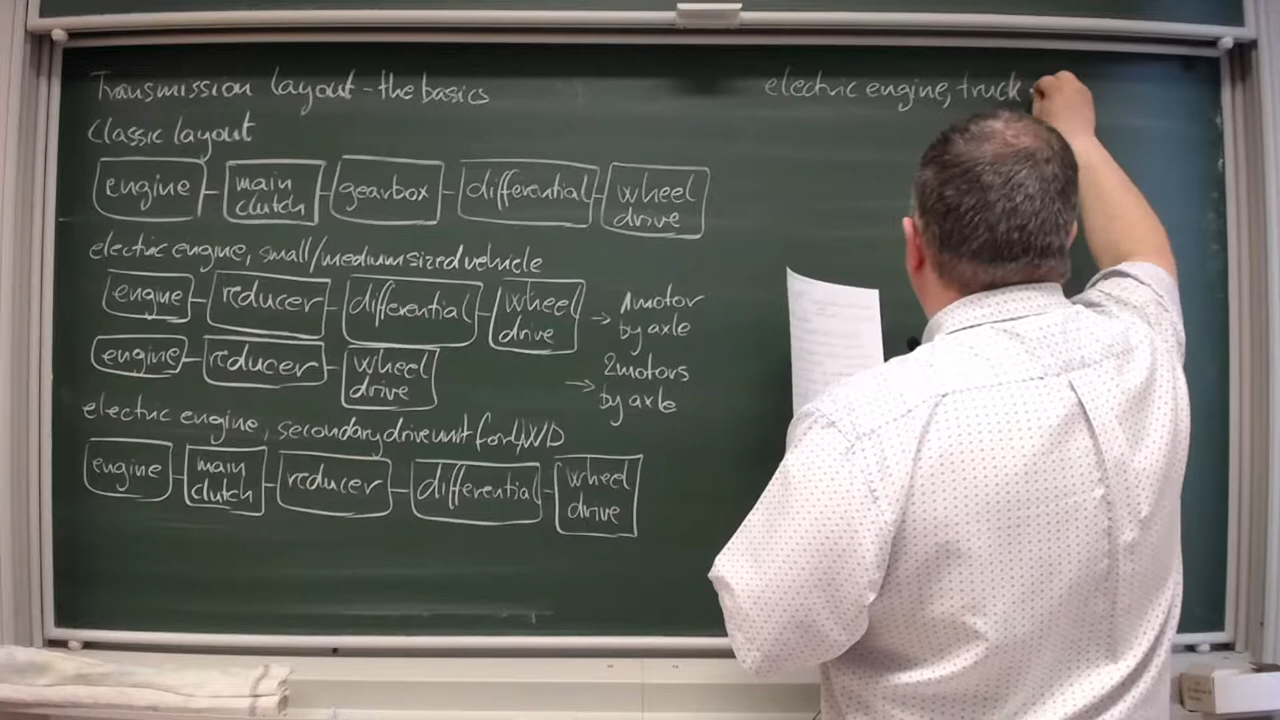 Transmission layout - the basics
Classic layout
engine main clutch gearbox differential wheel drive
electric engine, small/medium sized vehicle
engine reducer differential wheel drive → 1 motor by axle
engine reducer wheel drive → 2 motors by axle
electric engine, secondary drive unit for 4WD
engine main clutch reducer differential wheel drive
electric engine, truck